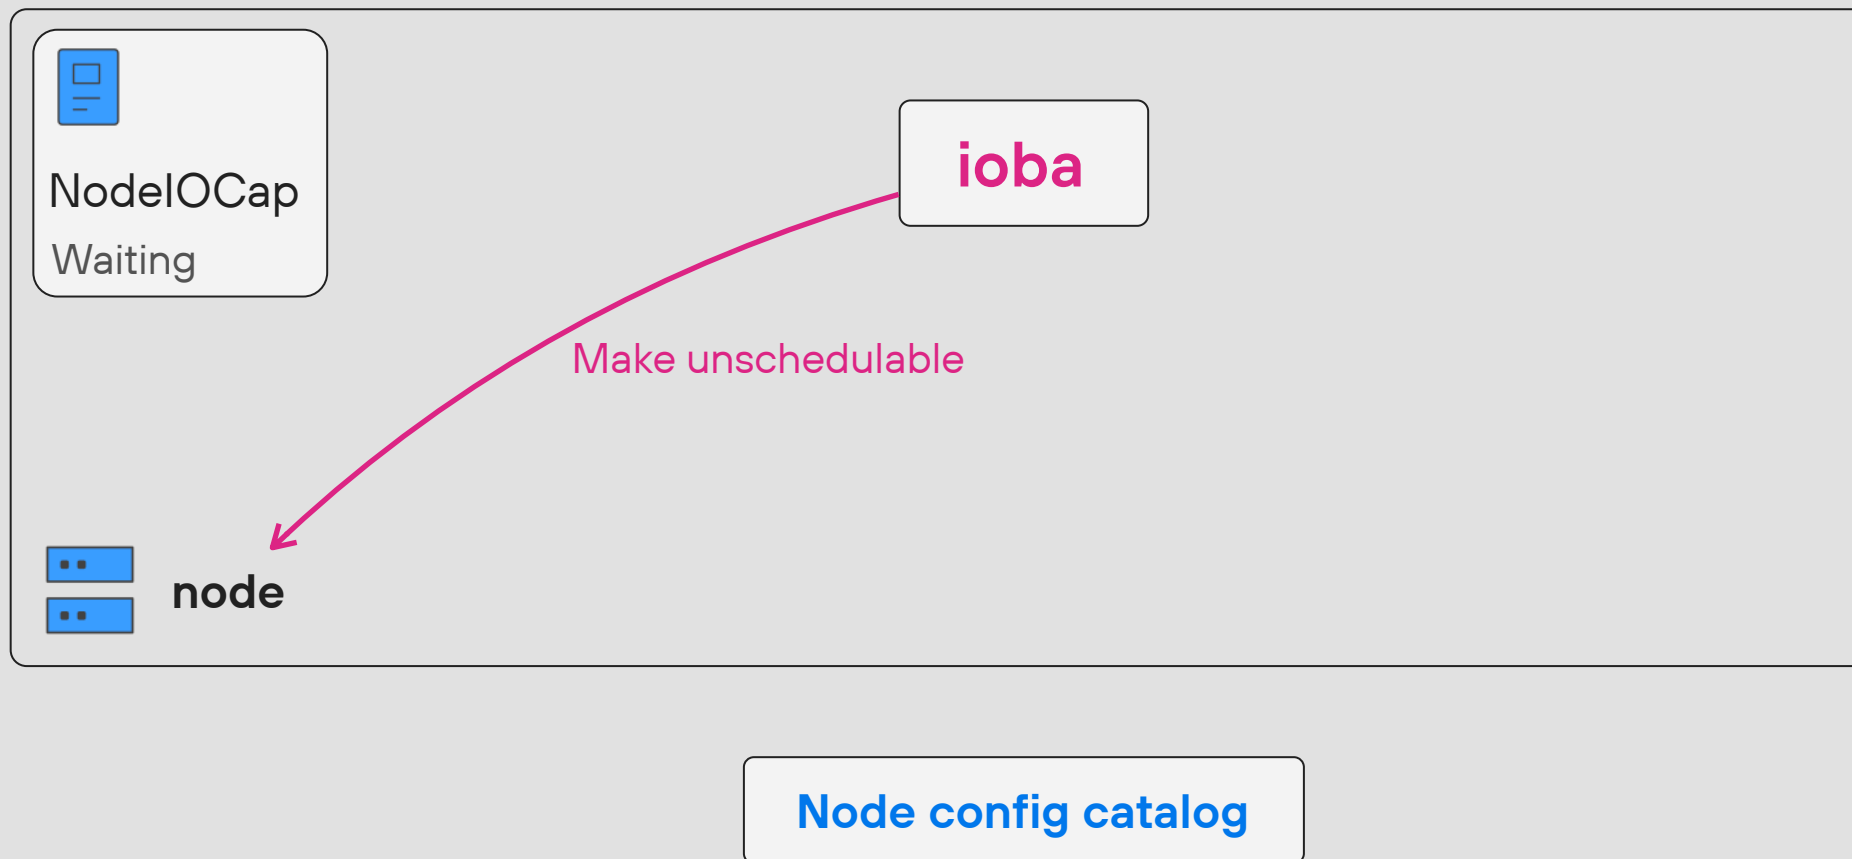 NodeIOCap
Waiting
ioba
Make unschedulable
node
Node config catalog